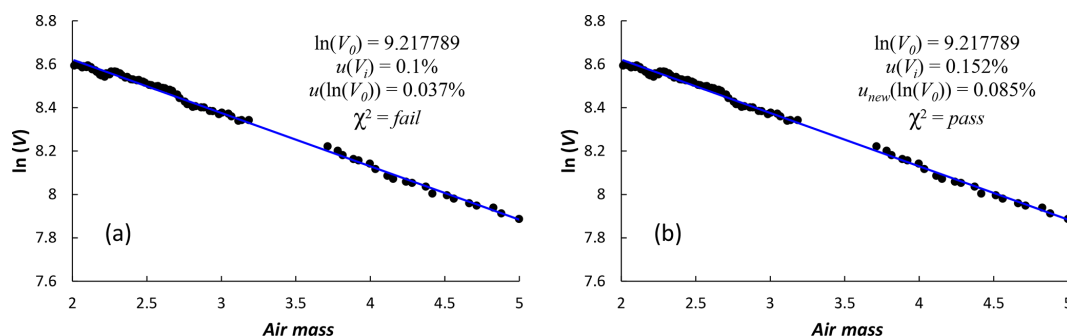 8.8
8.6
8.4
8.2
8
7.8
7.6
ln (V)
ln(V0) = 9.217789
u(Vi) = 0.1%
u(ln(V0)) = 0.037%
χ² = fail
(a)
2 2.5 3 3.5 4 4.5 5
Air mass
8.8
8.6
8.4
8.2
8
7.8
7.6
ln (V)
ln(V0) = 9.217789
u(Vi) = 0.152%
unew(ln(V0)) = 0.085%
χ² = pass
(b)
2 2.5 3 3.5 4 4.5 5
Air mass